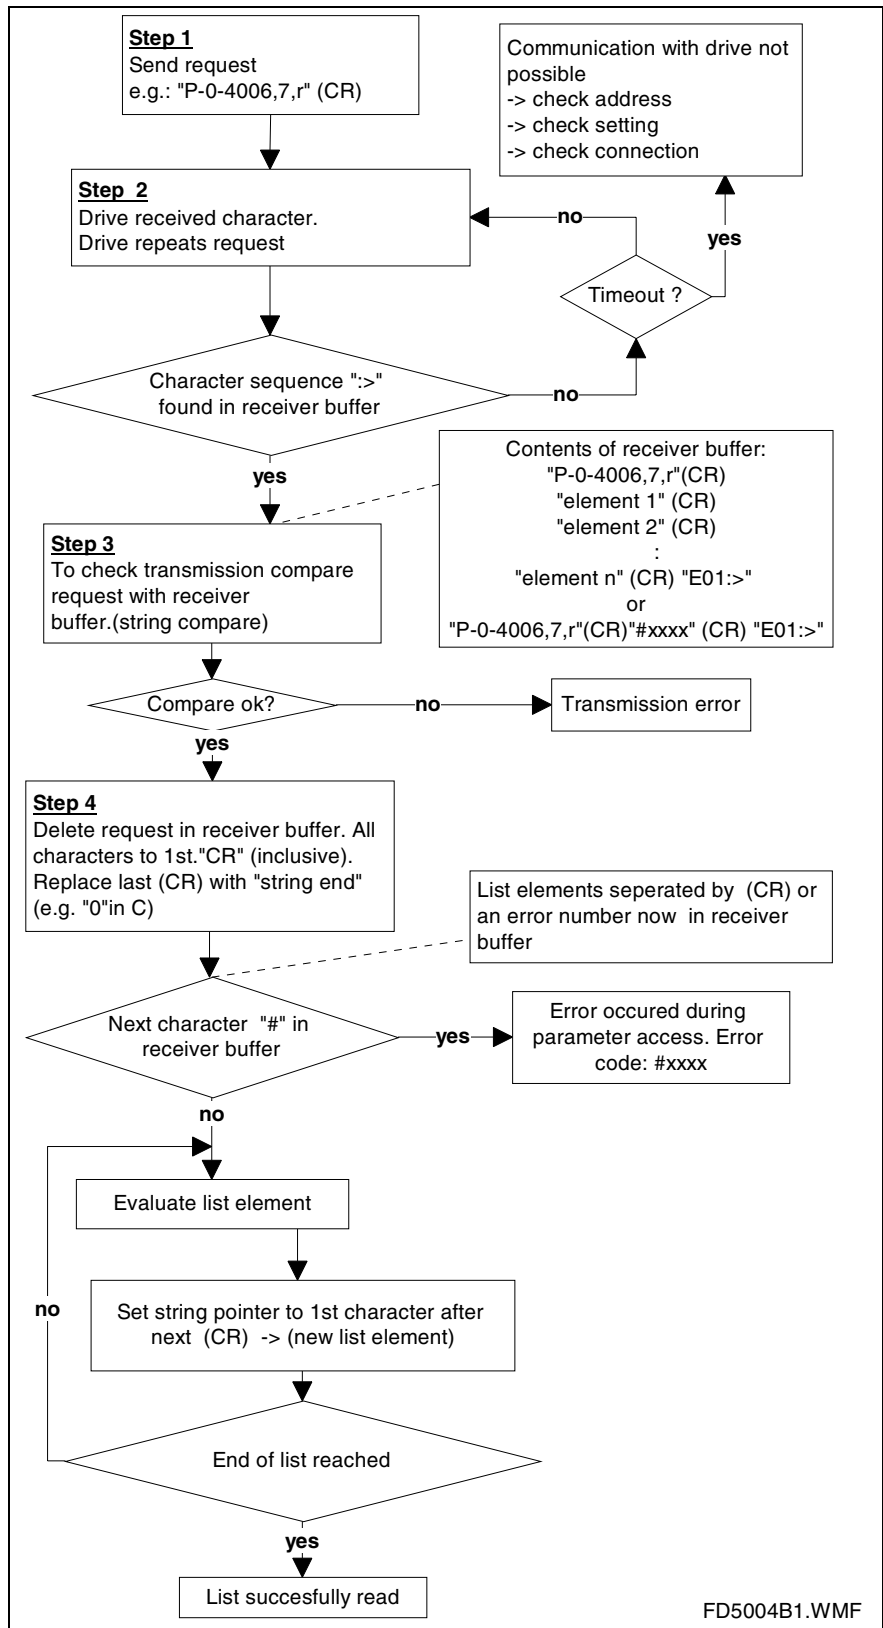 Step 1
Send request
e.g.: "P-0-4006,7,r" (CR)
Communication with drive not
possible
-> check address
-> check setting
-> check connection
Step 2
Drive received character.
Drive repeats request
no
yes
Timeout ?
Character sequence ":>"
found in receiver buffer
no
yes
Contents of receiver buffer:
"P-0-4006,7,r"(CR)
"element 1" (CR)
"element 2" (CR)
:
"element n" (CR) "E01:>"
or
"P-0-4006,7,r"(CR)"#xxxx" (CR) "E01:>"
Step 3
To check transmission compare
request with receiver
buffer.(string compare)
Compare ok?
no
Transmission error
yes
Step 4
Delete request in receiver buffer. All
characters to 1st."CR" (inclusive).
Replace last (CR) with "string end"
(e.g. "0"in C)
List elements seperated by (CR) or
an error number now in receiver
buffer
Next character "#" in
receiver buffer
yes
Error occured during
parameter access. Error
code: #xxxx
no
Evaluate list element
no
Set string pointer to 1st character after
next (CR) -> (new list element)
End of list reached
yes
List succesfully read
FD5004B1.WMF